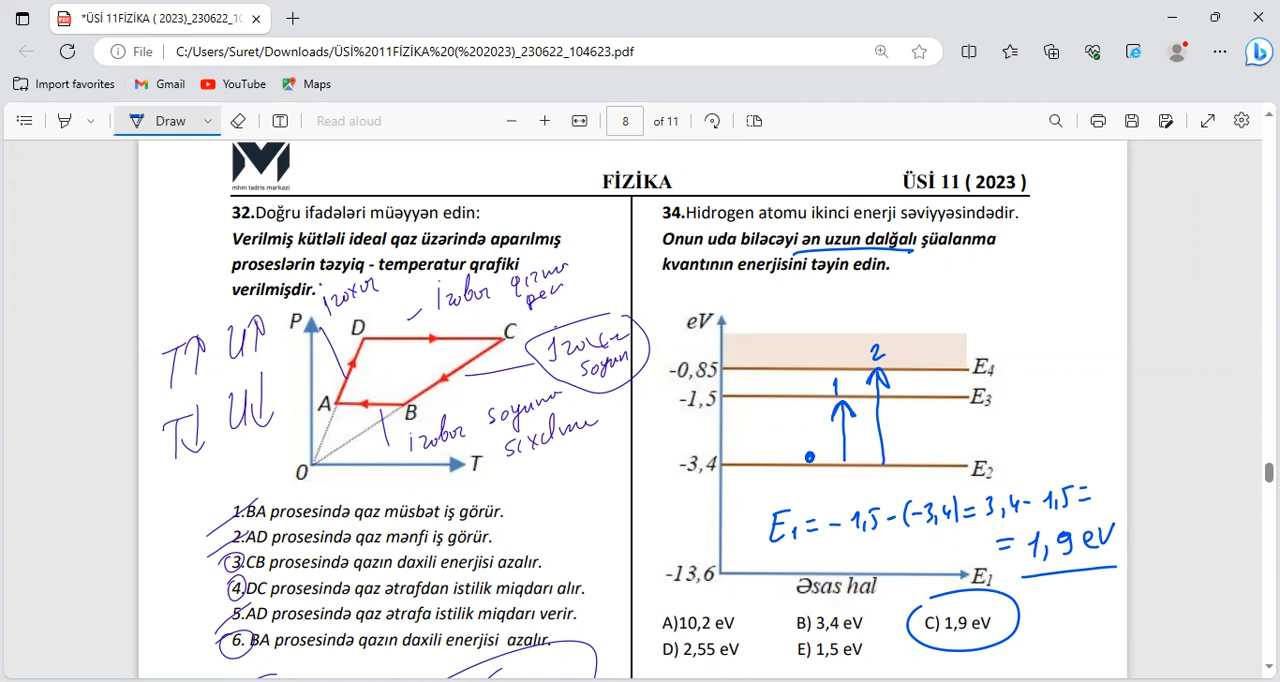 *ÜSİ 11FİZİKA ( 2023)_230622_10
File
C:/Users/Suret/Downloads/ÜSİ%2011FİZİKA%20(%202023)_230622_104623.pdf
Import favorites
Gmail
YouTube
Maps
Draw
Read aloud
8
of 11
M
mhm tədris mərkəzi
FİZİKA
ÜSİ 11 ( 2023 )
32.Doğru ifadələri müəyyən edin:
Verilmiş kütləli ideal qaz üzərində aparılmış
proseslərin təzyiq - temperatur qrafiki
verilmişdir.
izoxor
izobar qızma
T↑ U↑
T↓ U↓
P
D
C
A
B
O
T
soyun
izobar soyuma
sıxılma
1.BA prosesində qaz müsbət iş görür.
2.AD prosesində qaz mənfi iş görür.
3.CB prosesində qazın daxili enerjisi azalır.
4.DC prosesində qaz ətrafdan istilik miqdarı alır.
5.AD prosesində qaz ətrafa istilik miqdarı verir.
6. BA prosesində qazın daxili enerjisi azalır.
34.Hidrogen atomu ikinci enerji səviyyəsindədir.
Onun uda biləcəyi ən uzun dalğalı şüalanma
kvantının enerjisini təyin edin.
eV
2
-0,85
E4
1
-1,5
E3
-3,4
E2
E1 = -1,5-(-3,4)= 3,4-1,5=
= 1,9 eV
-13,6
E1
Əsas hal
A)10,2 eV
B) 3,4 eV
C) 1,9 eV
D) 2,55 eV
E) 1,5 eV